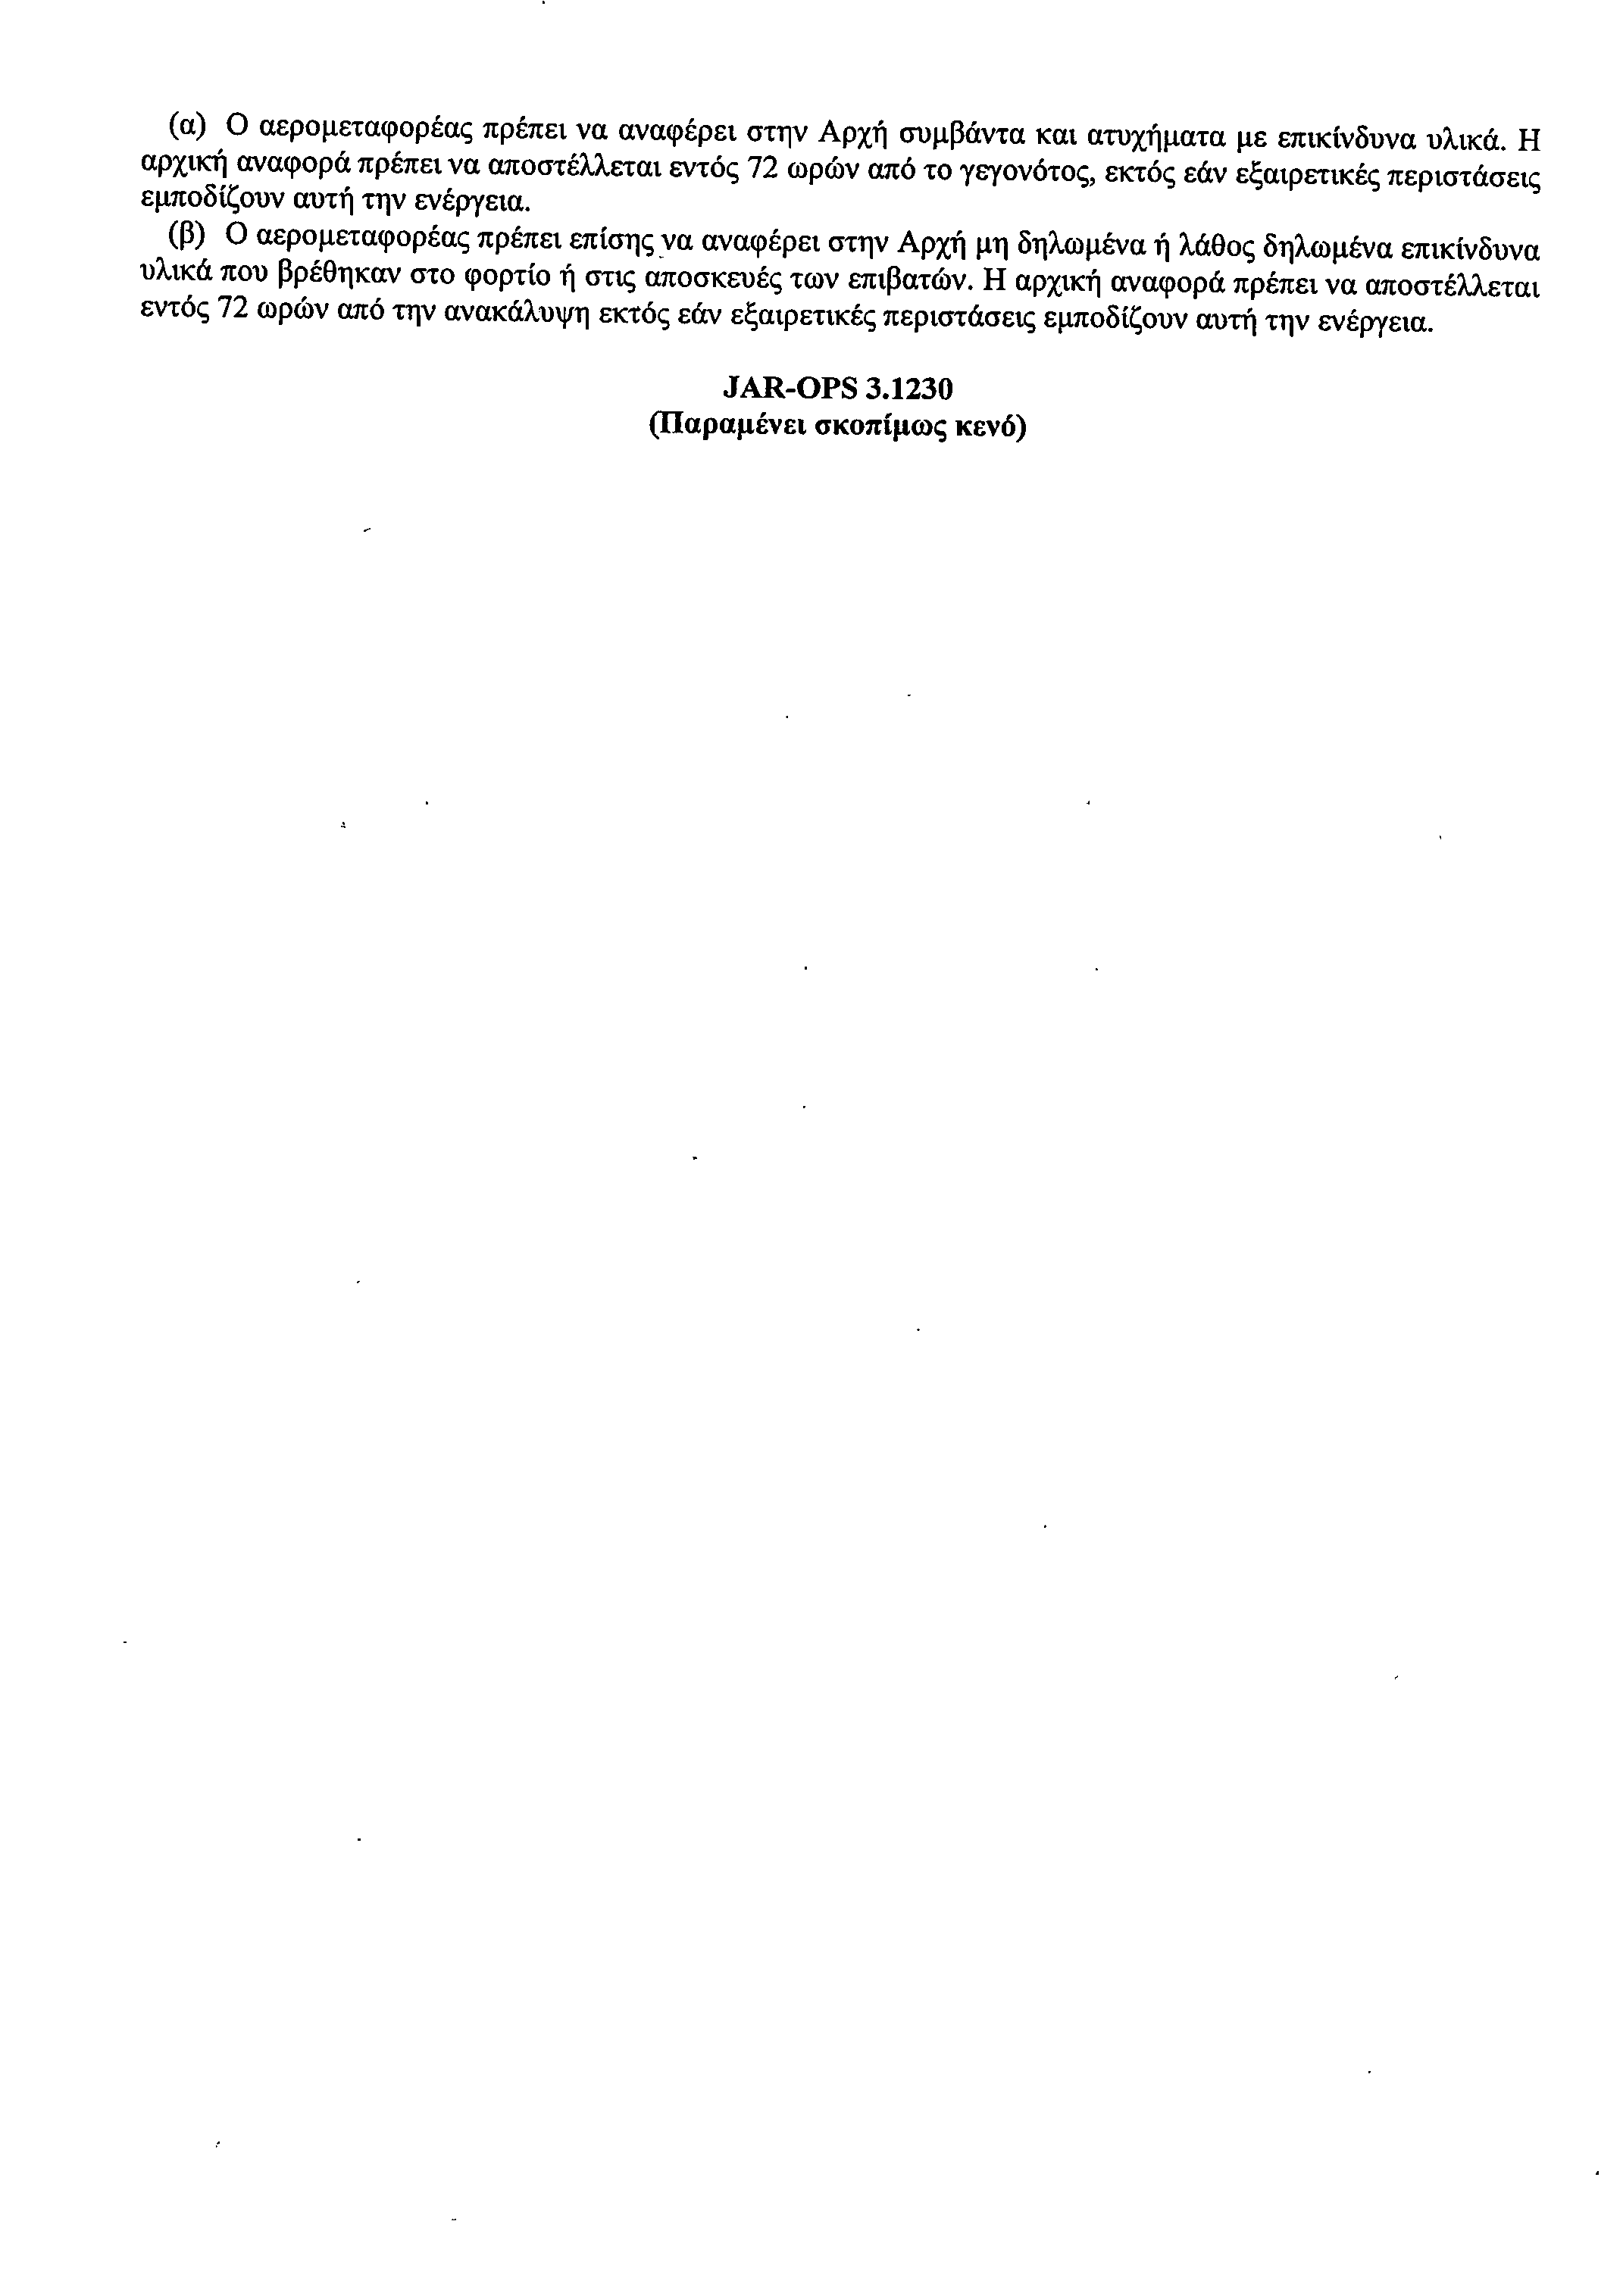 (α) Ο αερομεταφορέας πρέπει να αναφέρει στην Αρχή συμβάντα και ατυχήματα με επικίνδυνα υλικά. Η
αρχική αναφορά πρέπει να αποστέλλεται εντός 72 ωρών από το γεγονότος, εκτός εάν εξαιρετικές περιστάσεις
εμποδίζουν αυτή την ενέργεια.
(β) Ο αερομεταφορέας πρέπει επίσης να αναφέρει στην Αρχή μη δηλωμένα ή λάθος δηλωμένα επικίνδυνα
υλικά που βρέθηκαν στο φορτίο ή στις αποσκευές των επιβατών. Η αρχική αναφορά πρέπει να αποστέλλεται
εντός 72 ωρών από την ανακάλυψη εκτός εάν εξαιρετικές περιστάσεις εμποδίζουν αυτή την ενέργεια.
JAR-OPS 3.1230
(Παραμένει σκοπίμως κενό)